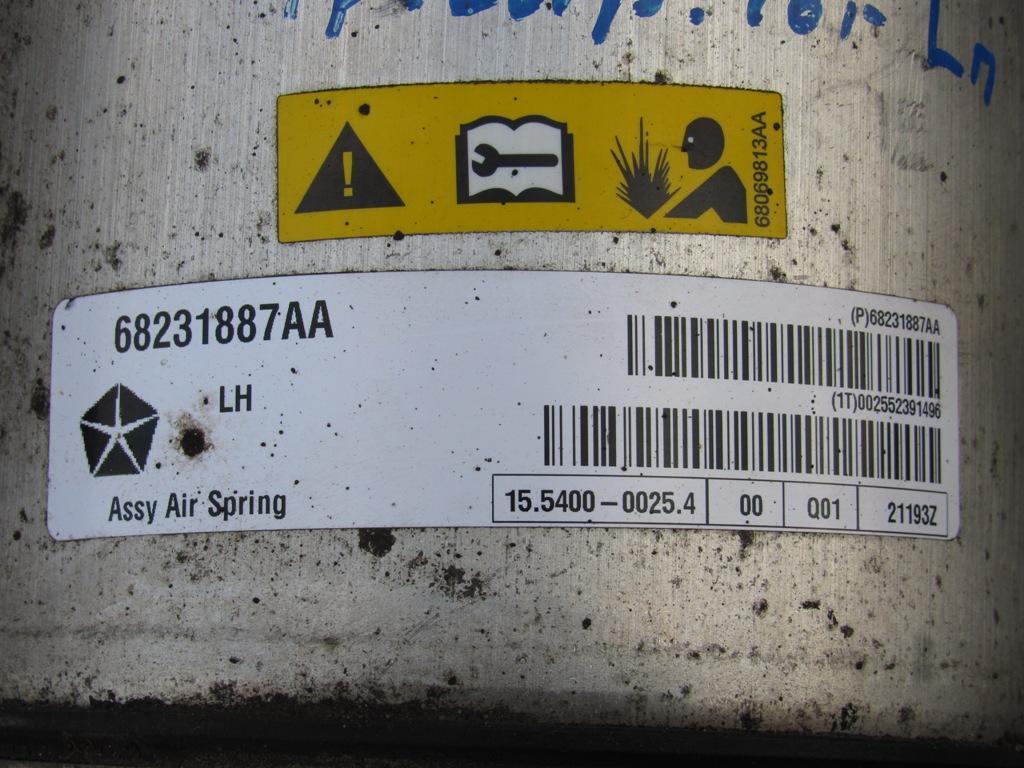 68069813AA
68231887AA
(P)68231887AA
LH
(1T)002552391496
Assy Air Spring
15.5400-0025.4 00 Q01 21193Z